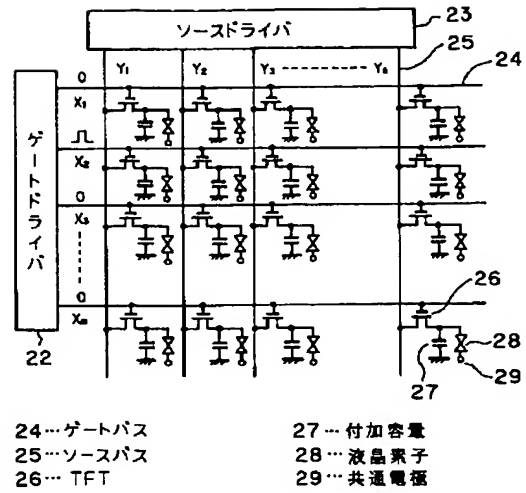 ソースドライバ
23
25
24
Y₁ Y₂ Y₃ Yₙ
0
X₁
X₂
0
X₃
0
Xₘ
ゲートドライバ
22
26
27
28
29
24…ゲートバス
25…ソースバス
26…TFT
27…付加容量
28…液晶素子
29…共通電極